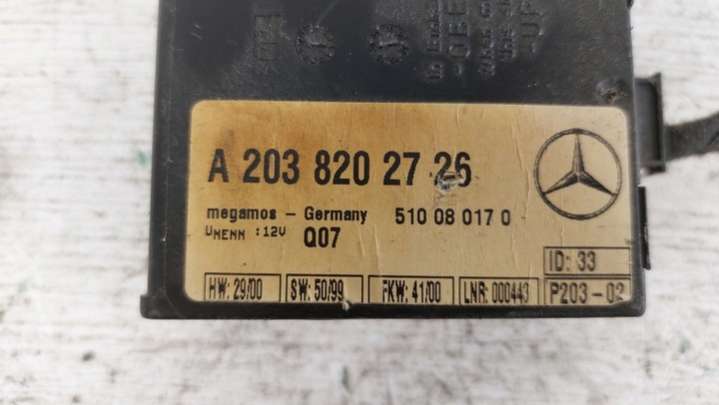 A 203 820 27 26
megamos - Germany 510 08 017 0
UNENN :12V Q07
ID: 33
HW: 29/00 SW: 50/99 FKW: 41/00 LNR: 000443 P203-02